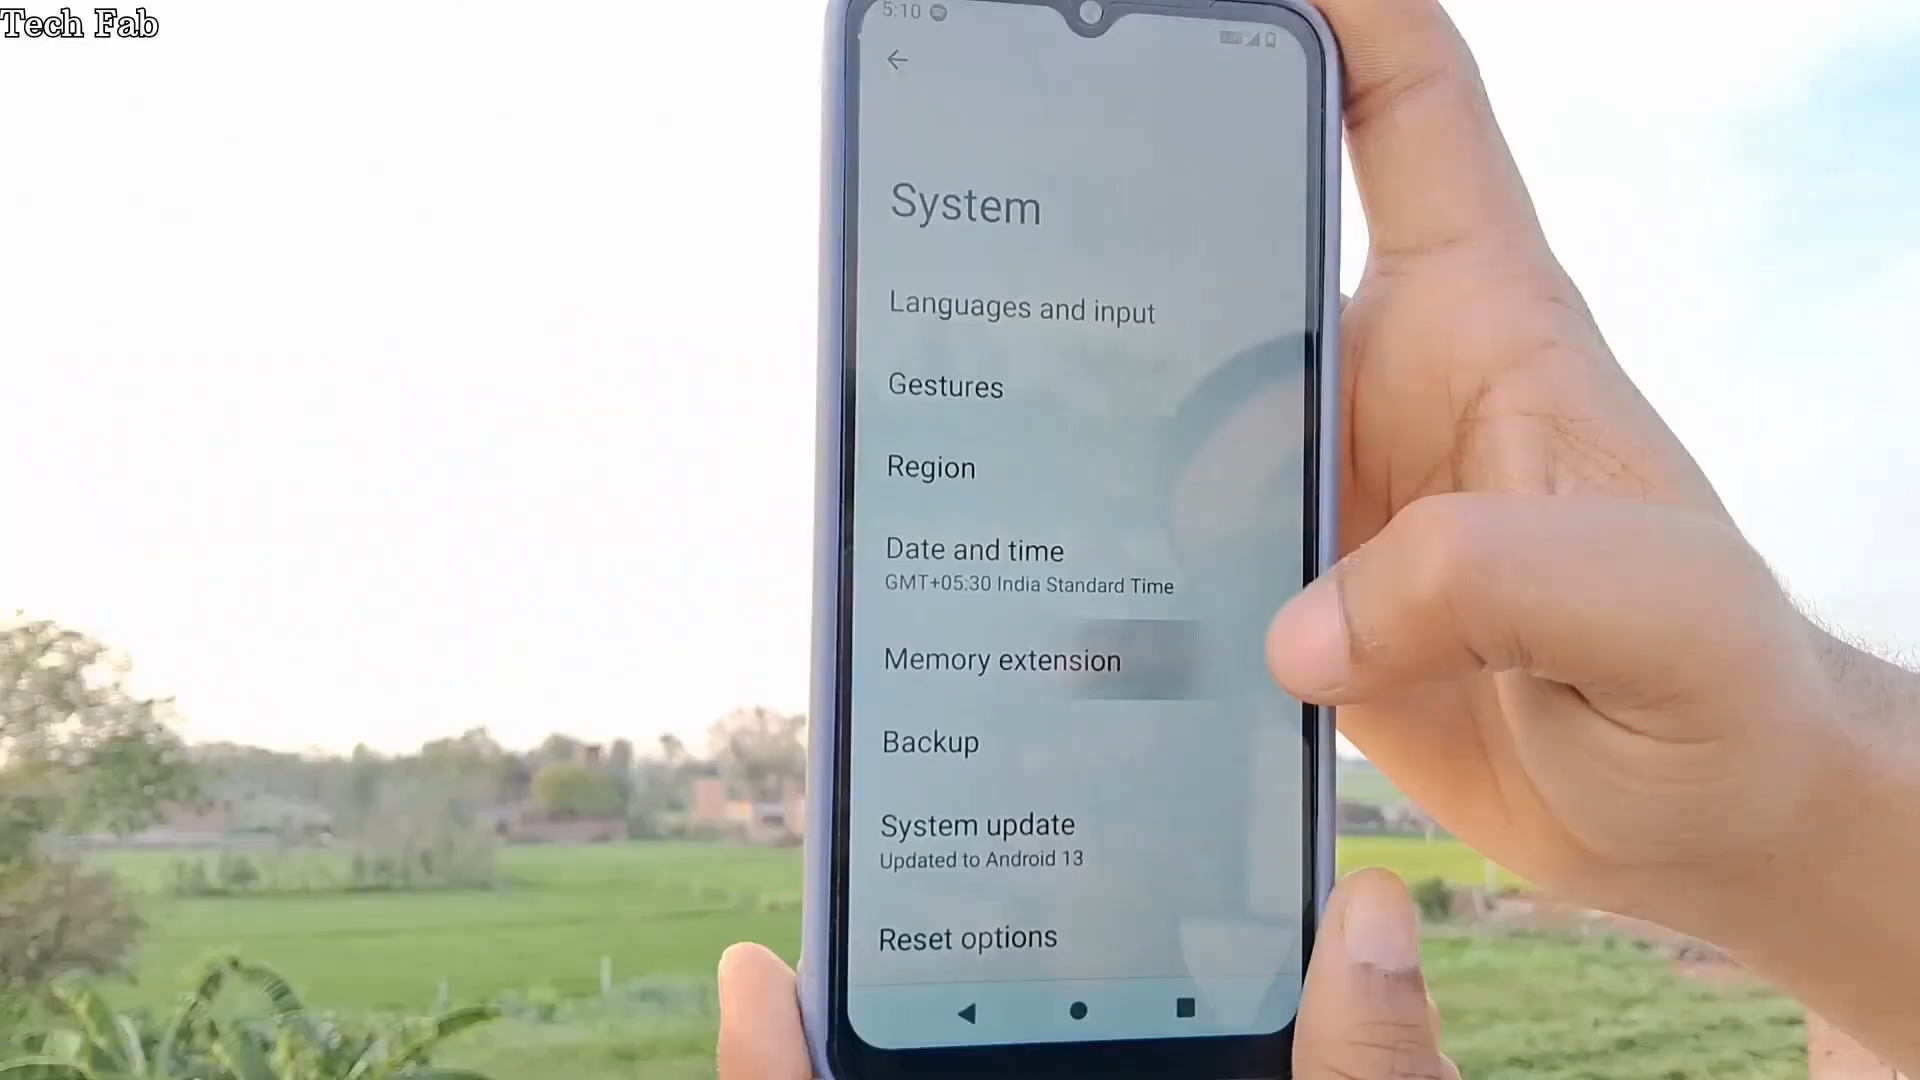 Tech Fab
5:10
System
Languages and input
Gestures
Region
Date and time
GMT+05:30 India Standard Time
Memory extension
Backup
System update
Updated to Android 13
Reset options